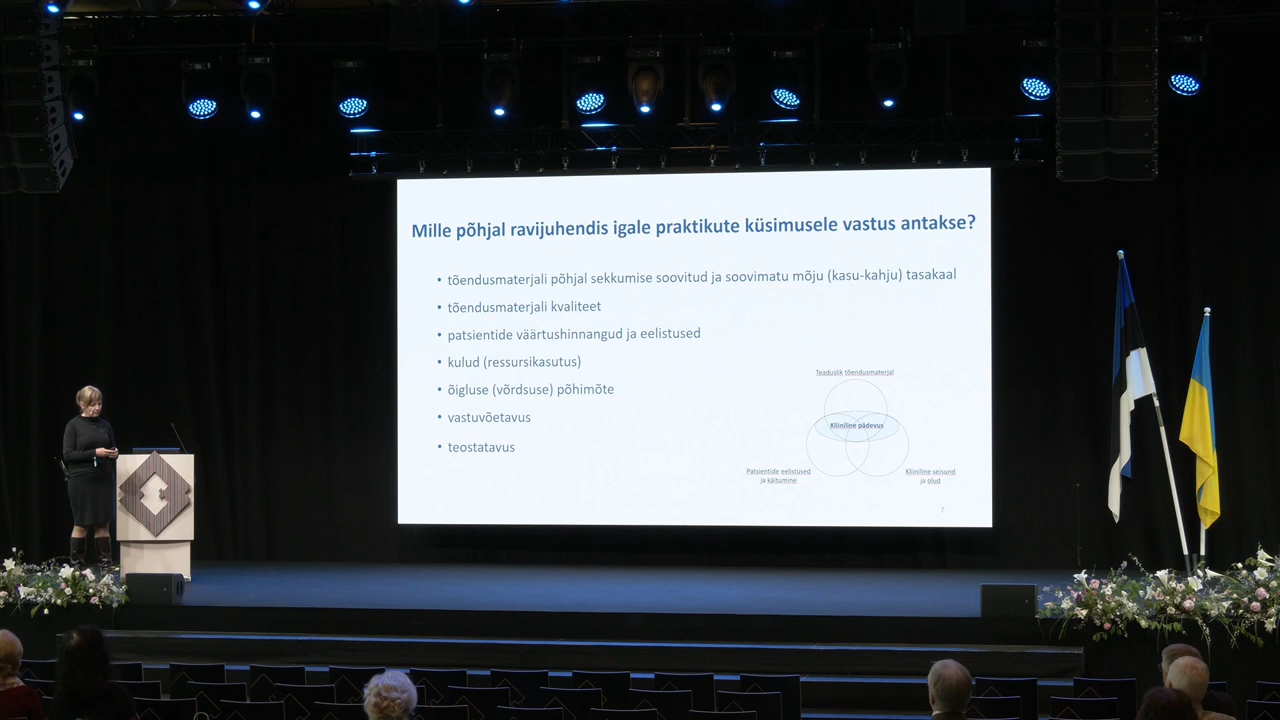 Mille põhjal ravijuhendis igale praktikute küsimusele vastus antakse?
• tõendusmaterjali põhjal sekkumise soovitud ja soovimatu mõju (kasu-kahju) tasakaal
• tõendusmaterjali kvaliteet
• patsientide väärtushinnangud ja eelistused
• kulud (ressursikasutus)
• õigluse (võrdsuse) põhimõte
• vastuvõetavus
• teostatavus
Teaduslik tõendusmaterjal
Kliiniline pädevus
Patsientide eelistused
ja käitumine
Kliiniline seisund
ja olud
7